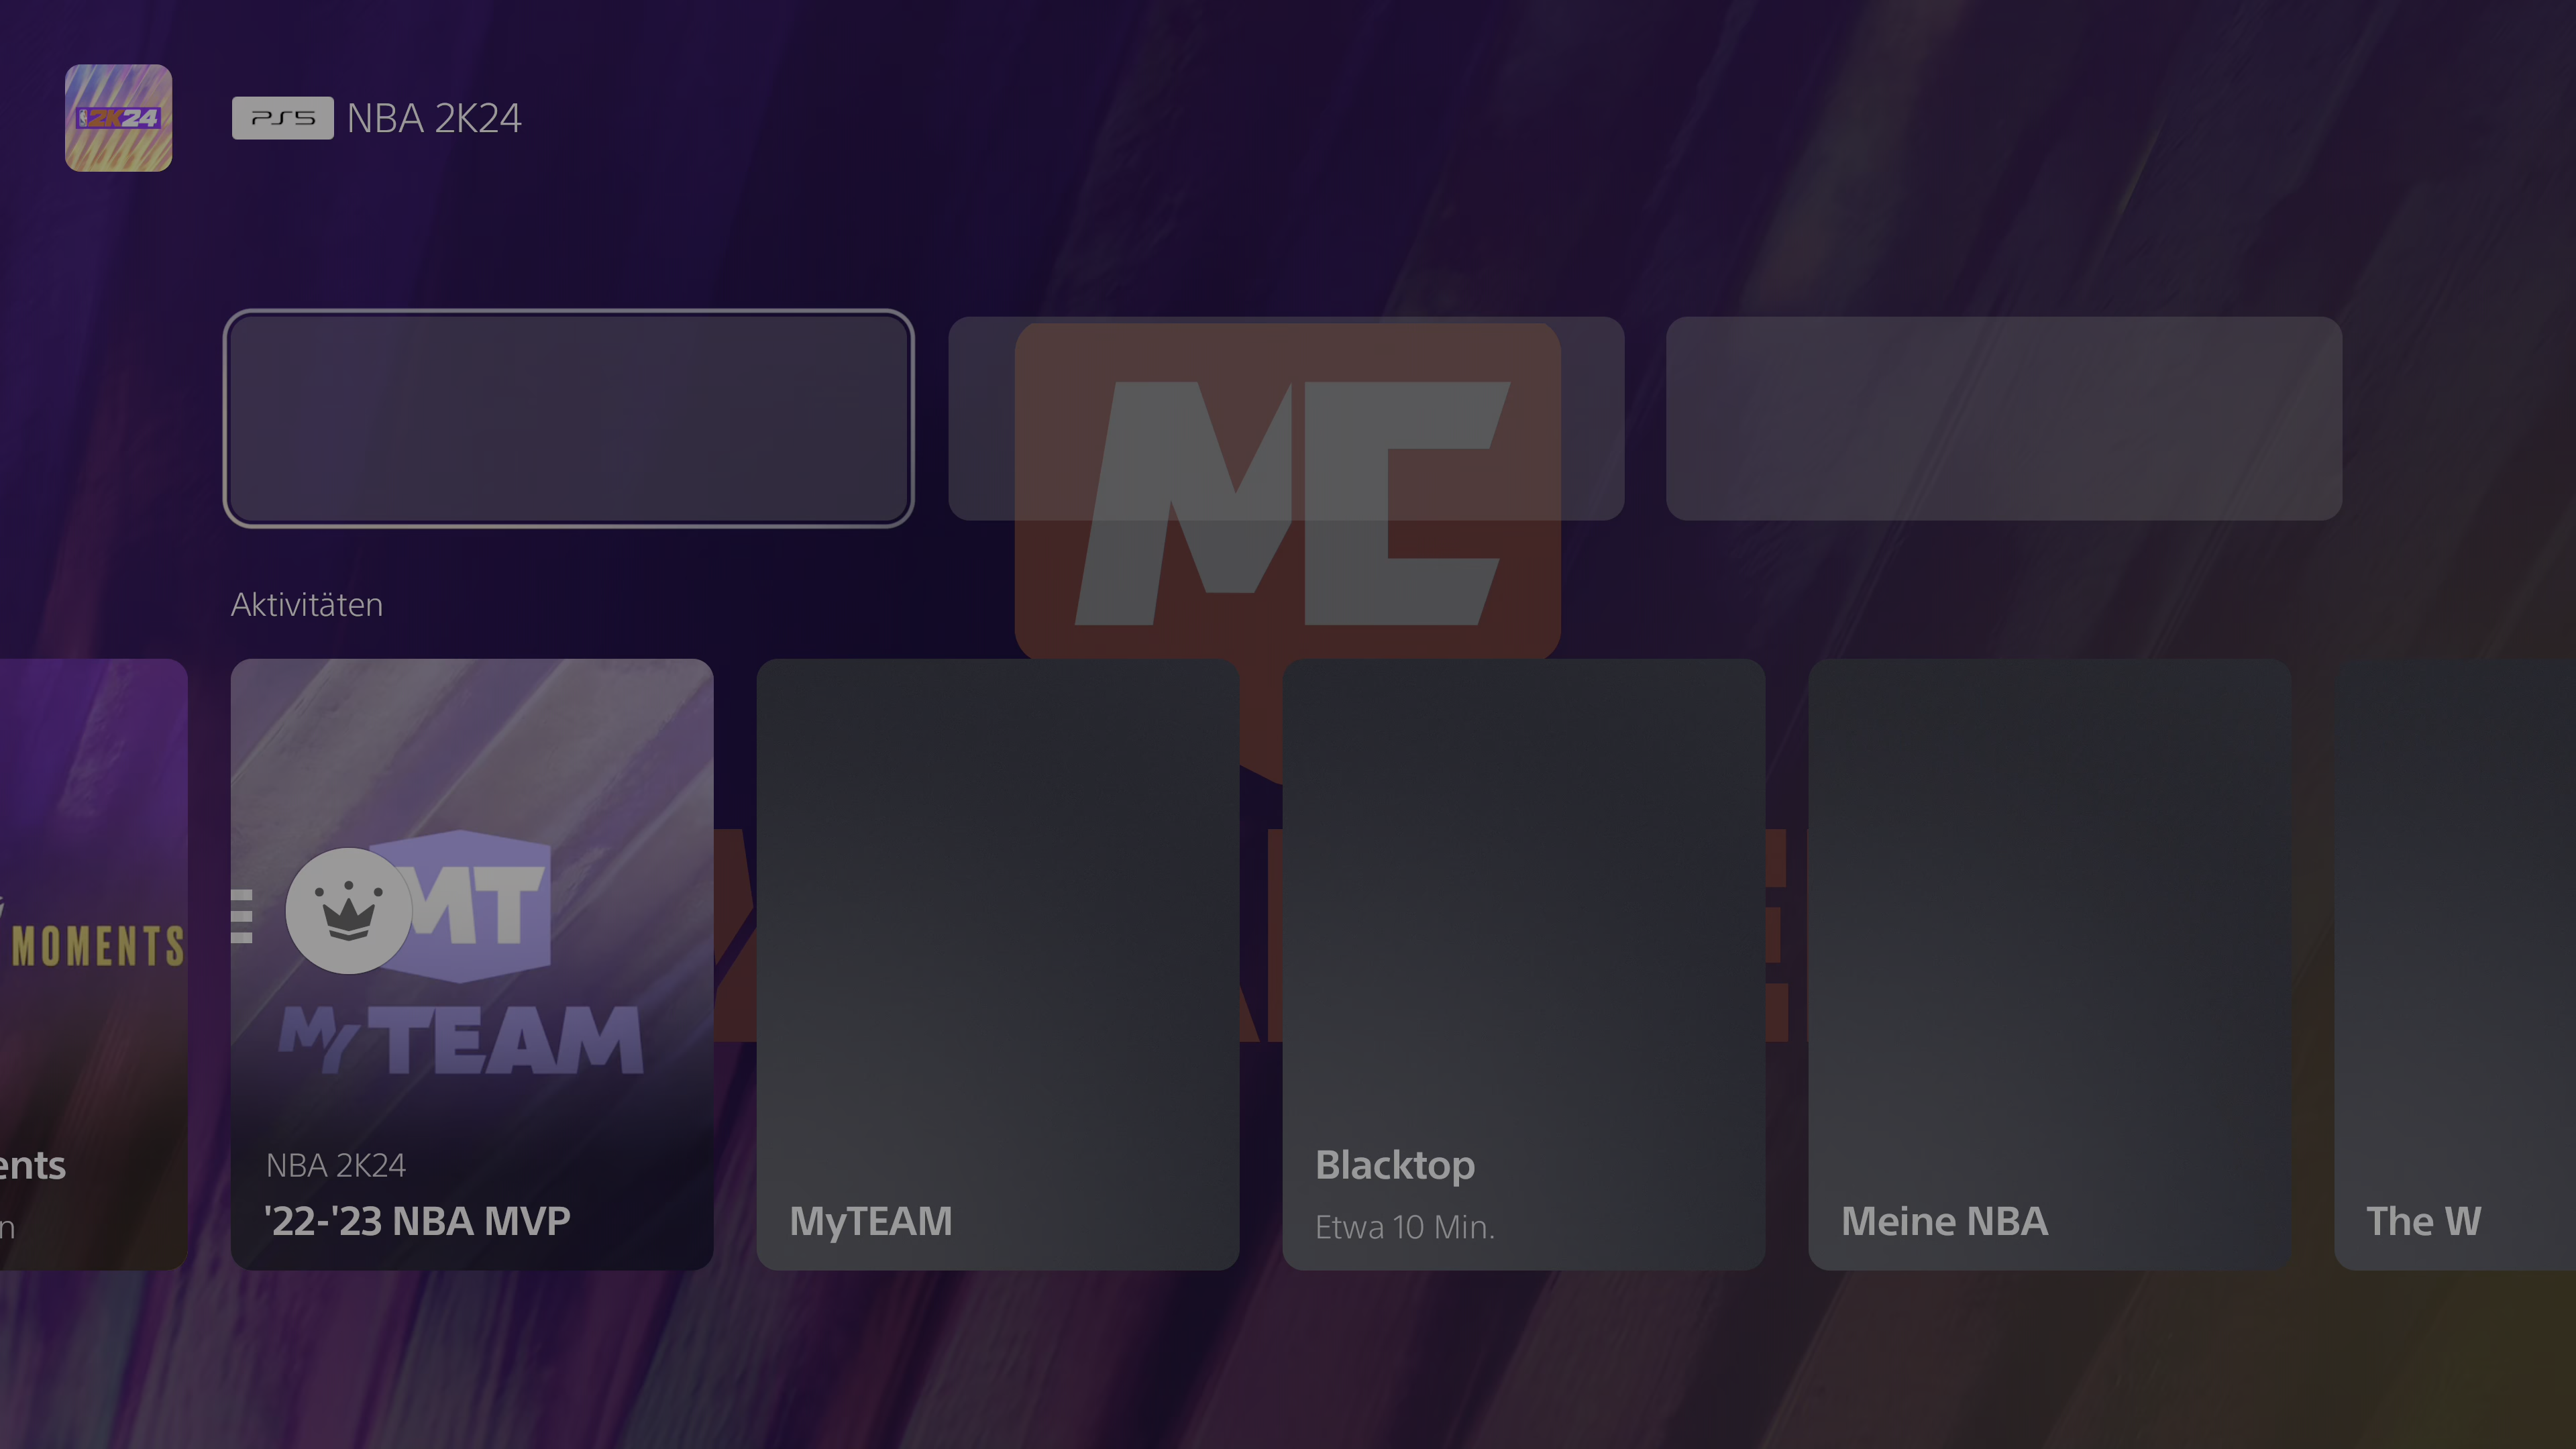 2K24
PS5 NBA 2K24
MC
Aktivitäten
MOMENTS
ents
n
MT
MyTEAM
NBA 2K24
'22-'23 NBA MVP
MyTEAM
Blacktop
Etwa 10 Min.
Meine NBA
The W